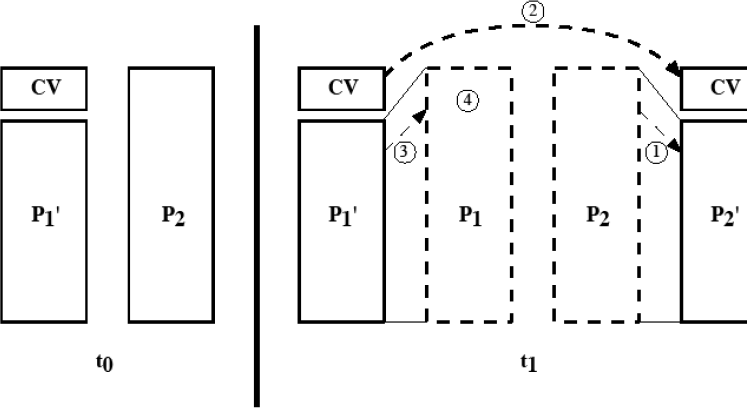 ②
CV CV CV
④
③ ①
P₁' P₂ P₁' P₁ P₂ P₂'
t₀ t₁